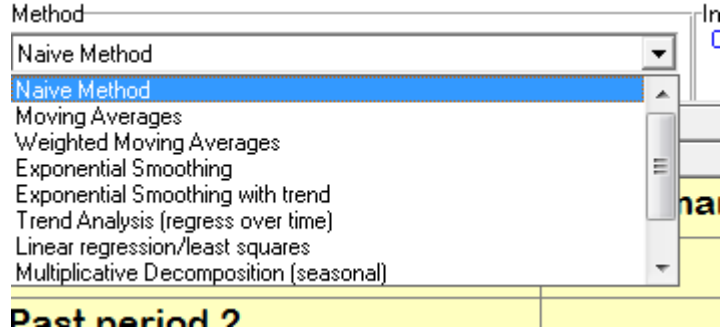 Method
Naive Method
Naive Method
Moving Averages
Weighted Moving Averages
Exponential Smoothing
Exponential Smoothing with trend
Trend Analysis (regress over time)
Linear regression/least squares
Multiplicative Decomposition (seasonal)
Past period 2